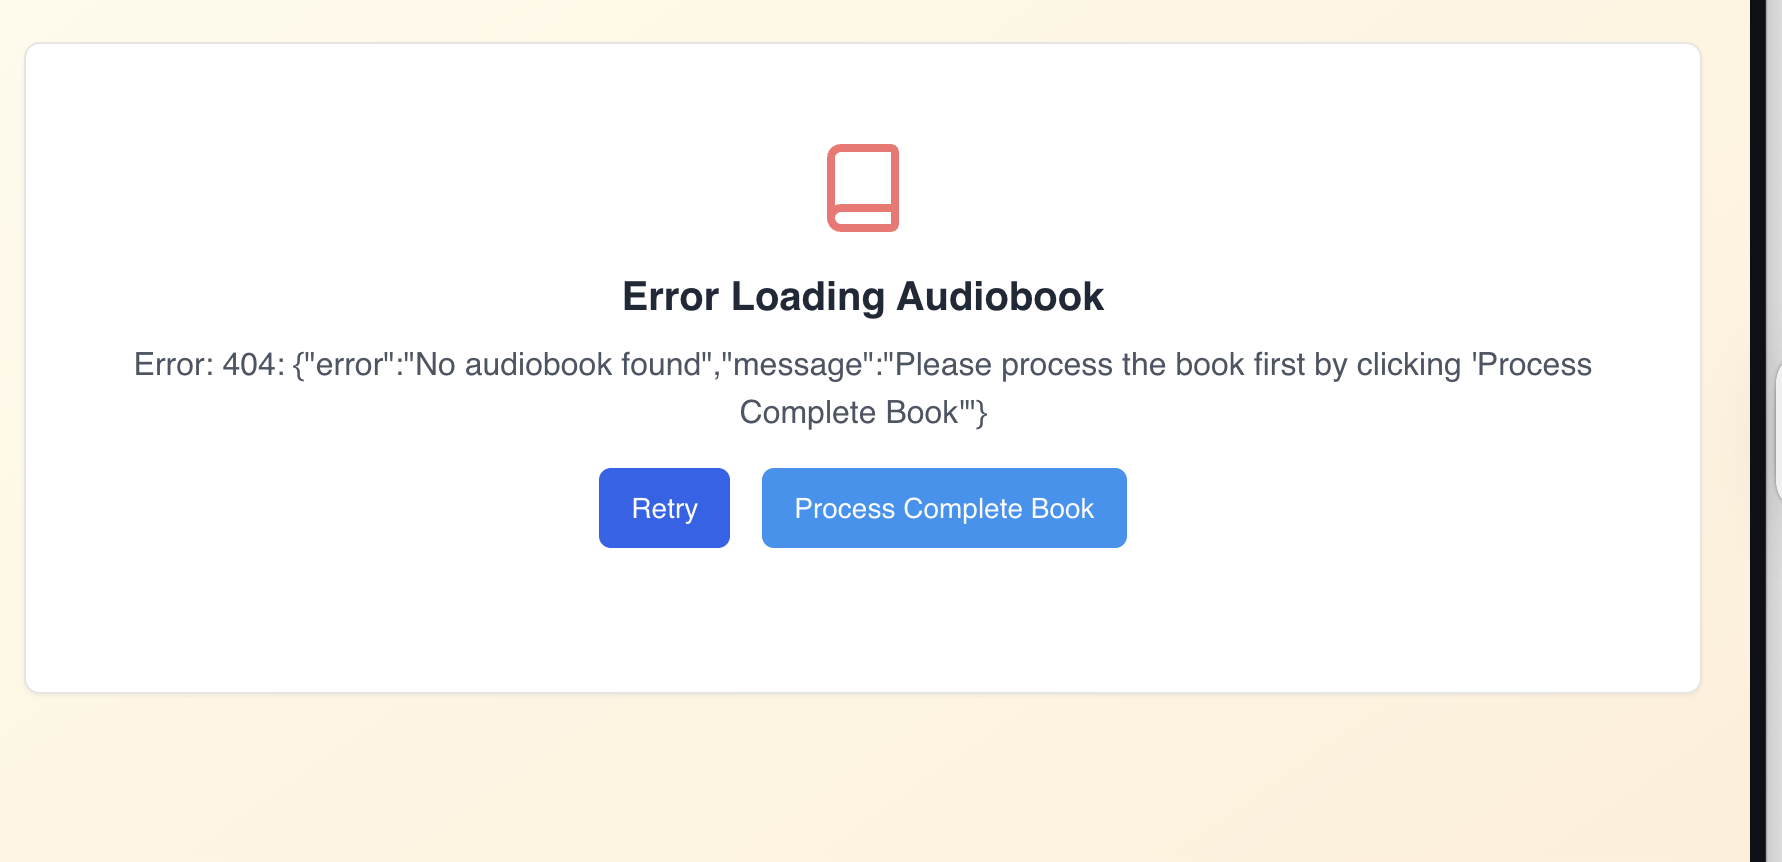 Error Loading Audiobook
Error: 404: {"error":"No audiobook found","message":"Please process the book first by clicking 'Process
Complete Book'"}
Retry
Process Complete Book